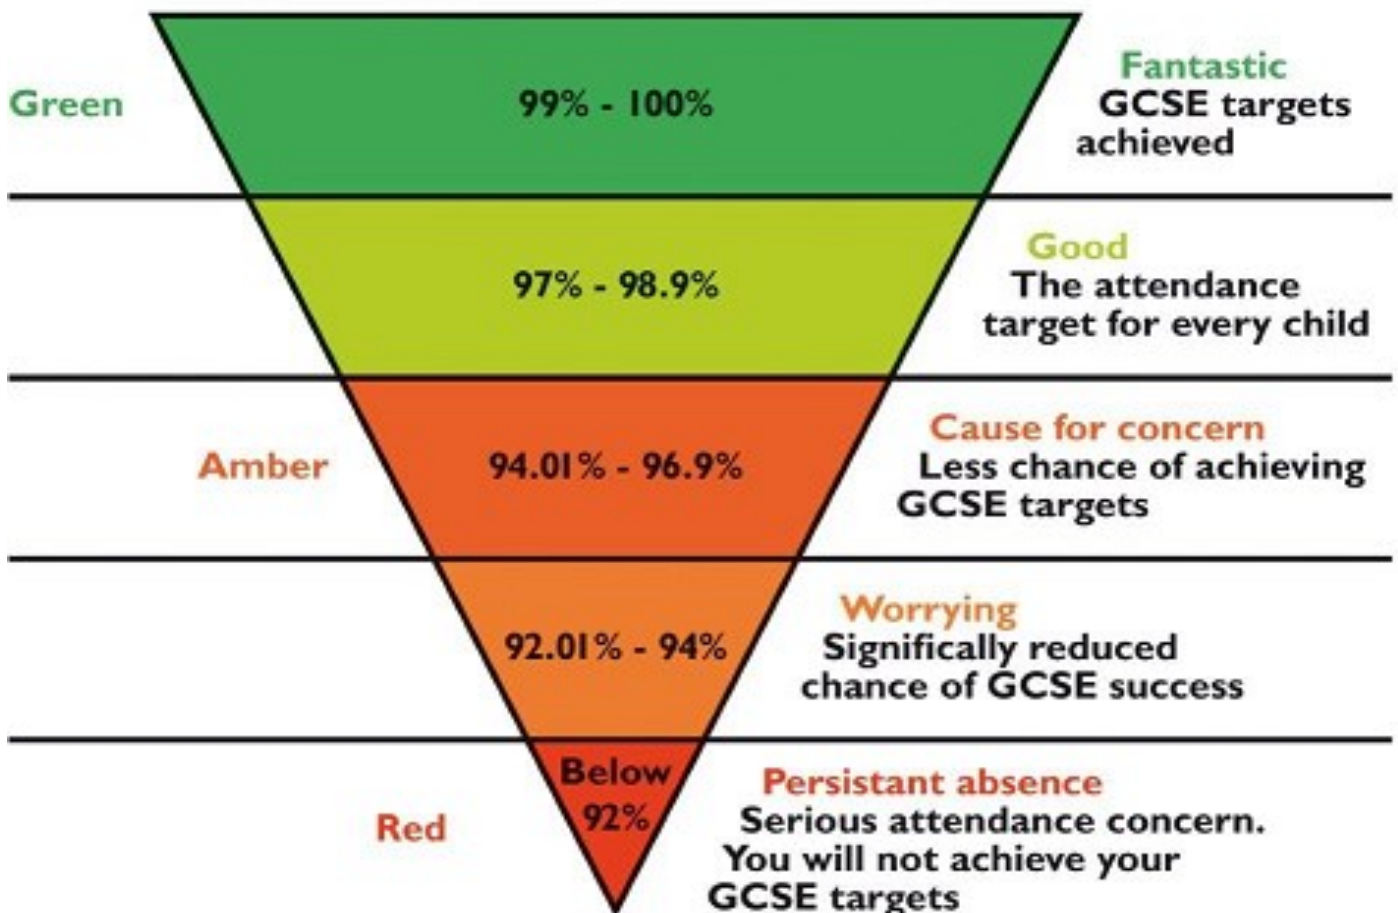 Green
99% - 100%
Fantastic
GCSE targets
achieved
97% - 98.9%
Good
The attendance
target for every child
Amber
94.01% - 96.9%
Cause for concern
Less chance of achieving
GCSE targets
92.01% - 94%
Worrying
Significally reduced
chance of GCSE success
Red
Below
92%
Persistant absence
Serious attendance concern.
You will not achieve your
GCSE targets